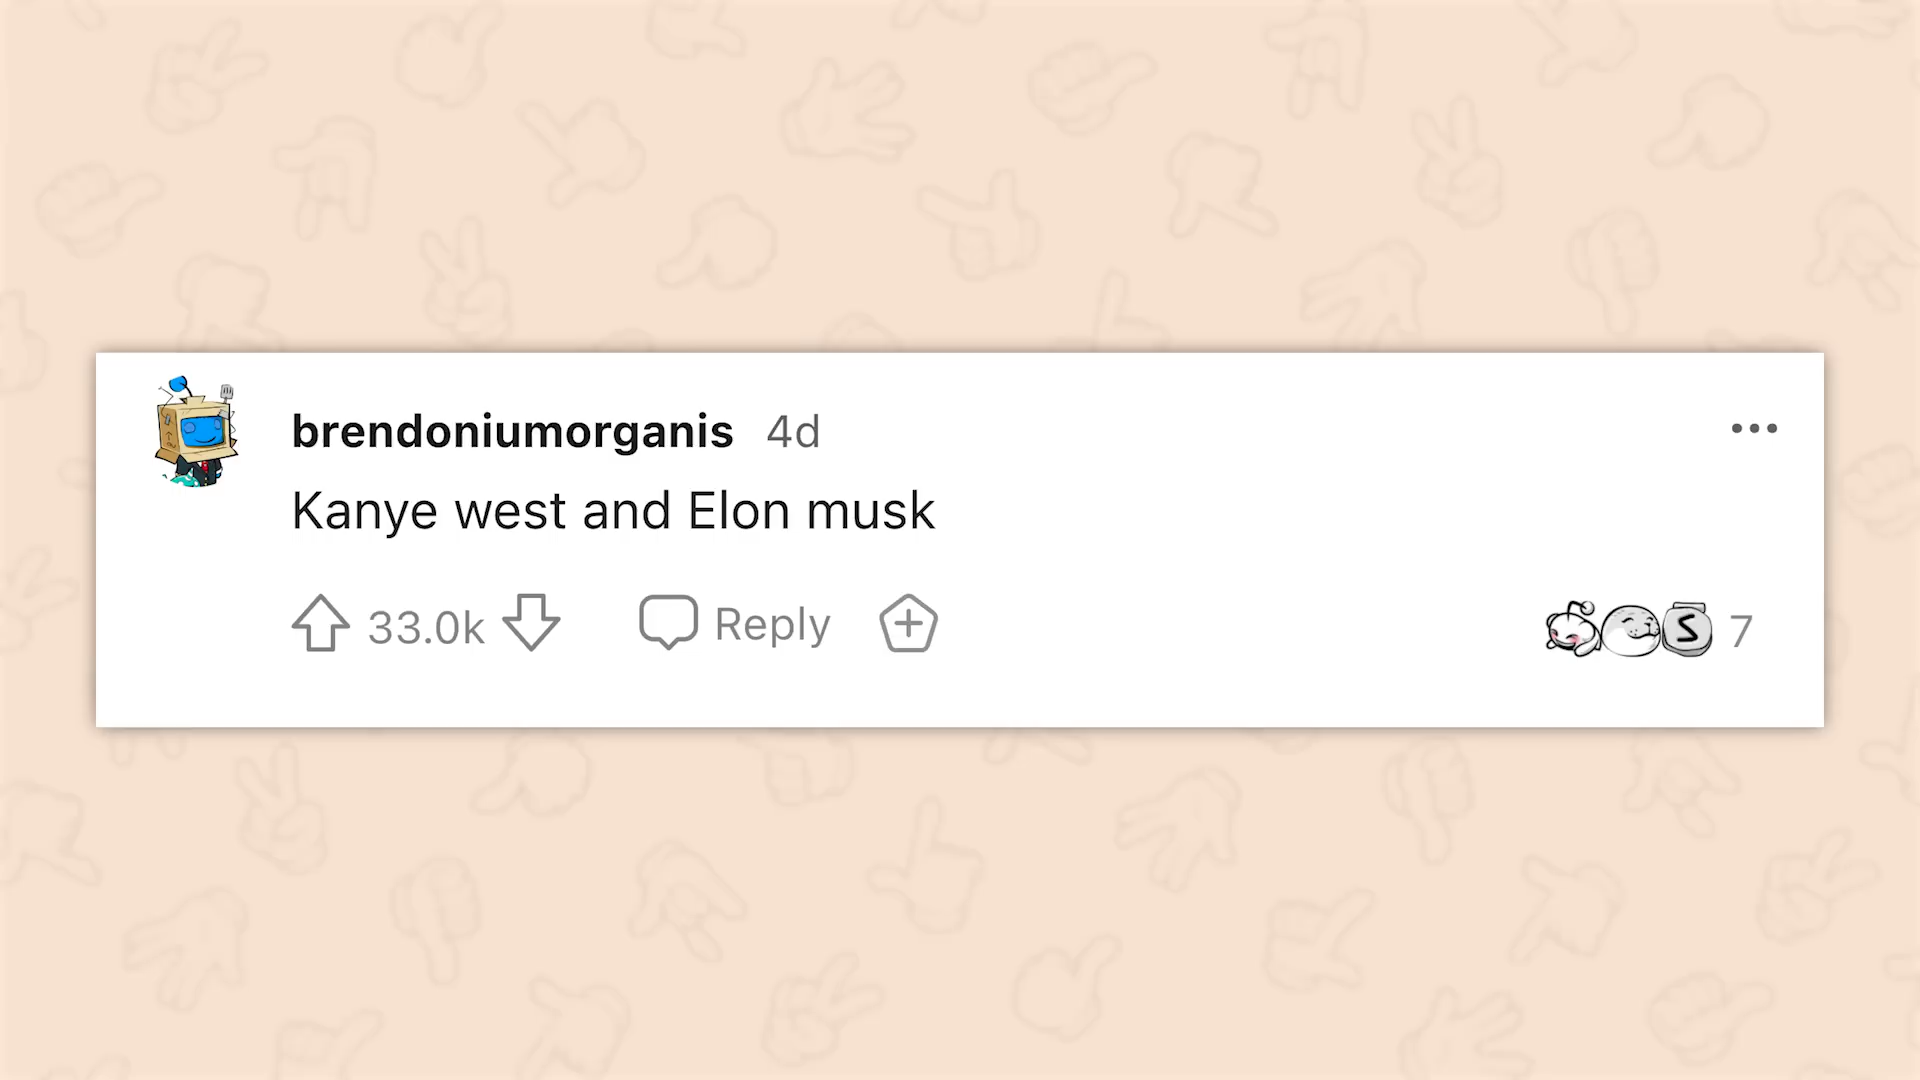 brendoniumorganis 4d
Kanye west and Elon musk
33.0k Reply 7